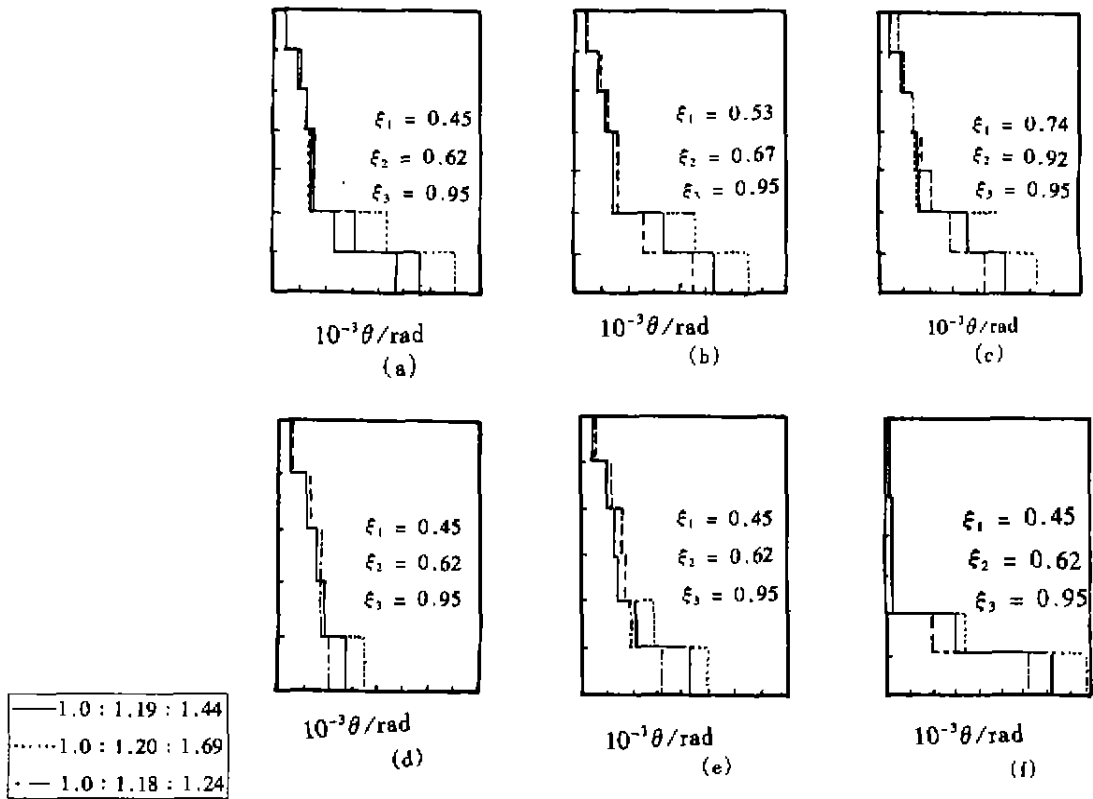 ξ₁ = 0.45
ξ₂ = 0.62
ξ₃ = 0.95
10⁻³θ/rad
(a)
ξ₁ = 0.53
ξ₂ = 0.67
ξ₃ = 0.95
10⁻³θ/rad
(b)
ξ₁ = 0.74
ξ₂ = 0.92
ξ₃ = 0.95
10⁻³θ/rad
(c)
ξ₁ = 0.45
ξ₂ = 0.62
ξ₃ = 0.95
10⁻³θ/rad
(d)
ξ₁ = 0.45
ξ₂ = 0.62
ξ₃ = 0.95
10⁻³θ/rad
(e)
ξ₁ = 0.45
ξ₂ = 0.62
ξ₃ = 0.95
10⁻³θ/rad
(f)
1.0 : 1.19 : 1.44
1.0 : 1.20 : 1.69
1.0 : 1.18 : 1.24